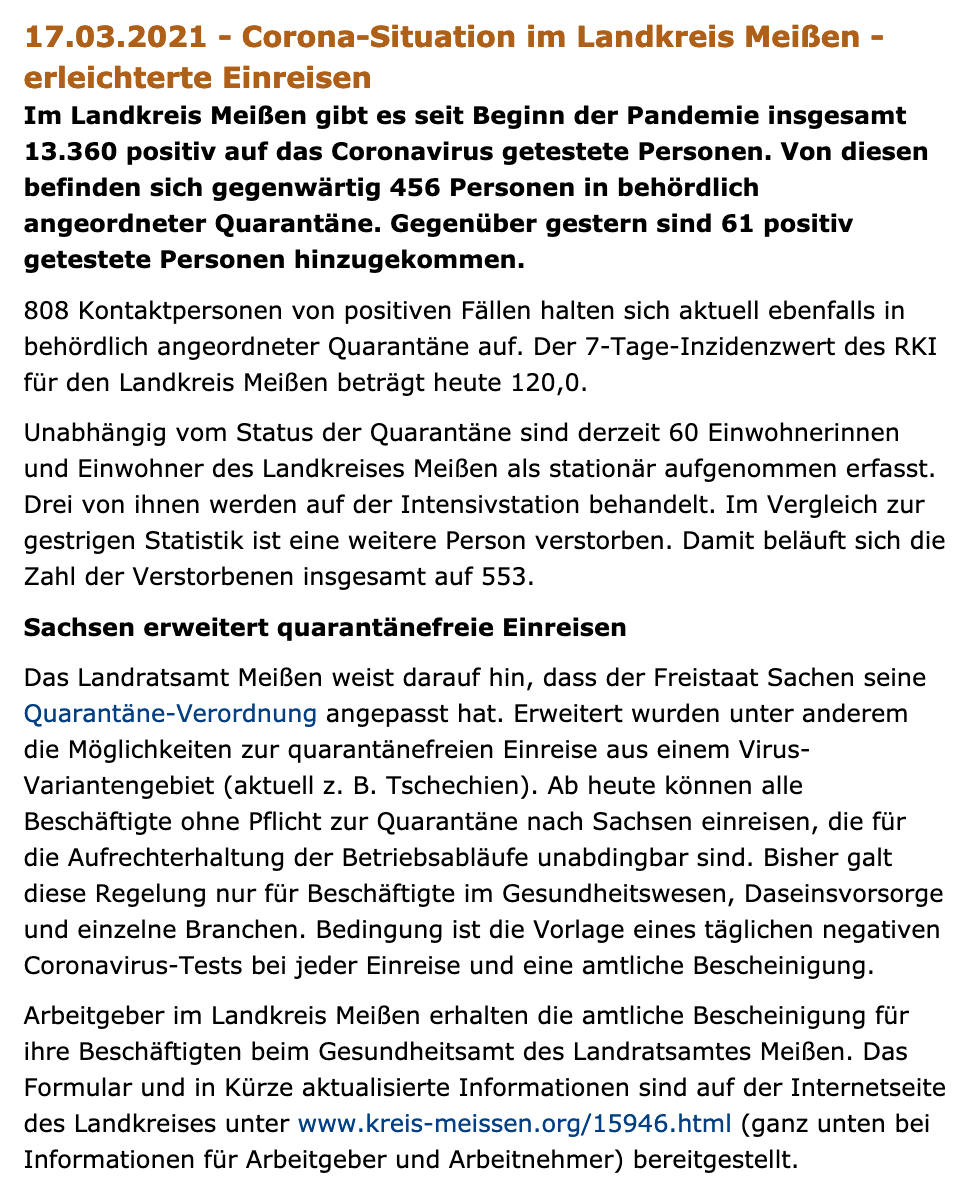 17.03.2021 - Corona-Situation im Landkreis Meißen -
erleichterte Einreisen
Im Landkreis Meißen gibt es seit Beginn der Pandemie insgesamt
13.360 positiv auf das Coronavirus getestete Personen. Von diesen
befinden sich gegenwärtig 456 Personen in behördlich
angeordneter Quarantäne. Gegenüber gestern sind 61 positiv
getestete Personen hinzugekommen.
808 Kontaktpersonen von positiven Fällen halten sich aktuell ebenfalls in
behördlich angeordneter Quarantäne auf. Der 7-Tage-Inzidenzwert des RKI
für den Landkreis Meißen beträgt heute 120,0.
Unabhängig vom Status der Quarantäne sind derzeit 60 Einwohnerinnen
und Einwohner des Landkreises Meißen als stationär aufgenommen erfasst.
Drei von ihnen werden auf der Intensivstation behandelt. Im Vergleich zur
gestrigen Statistik ist eine weitere Person verstorben. Damit beläuft sich die
Zahl der Verstorbenen insgesamt auf 553.
Sachsen erweitert quarantänefreie Einreisen
Das Landratsamt Meißen weist darauf hin, dass der Freistaat Sachen seine
Quarantäne-Verordnung angepasst hat. Erweitert wurden unter anderem
die Möglichkeiten zur quarantänefreien Einreise aus einem Virus-
Variantengebiet (aktuell z. B. Tschechien). Ab heute können alle
Beschäftigte ohne Pflicht zur Quarantäne nach Sachsen einreisen, die für
die Aufrechterhaltung der Betriebsabläufe unabdingbar sind. Bisher galt
diese Regelung nur für Beschäftigte im Gesundheitswesen, Daseinsvorsorge
und einzelne Branchen. Bedingung ist die Vorlage eines täglichen negativen
Coronavirus-Tests bei jeder Einreise und eine amtliche Bescheinigung.
Arbeitgeber im Landkreis Meißen erhalten die amtliche Bescheinigung für
ihre Beschäftigten beim Gesundheitsamt des Landratsamtes Meißen. Das
Formular und in Kürze aktualisierte Informationen sind auf der Internetseite
des Landkreises unter www.kreis-meissen.org/15946.html (ganz unten bei
Informationen für Arbeitgeber und Arbeitnehmer) bereitgestellt.